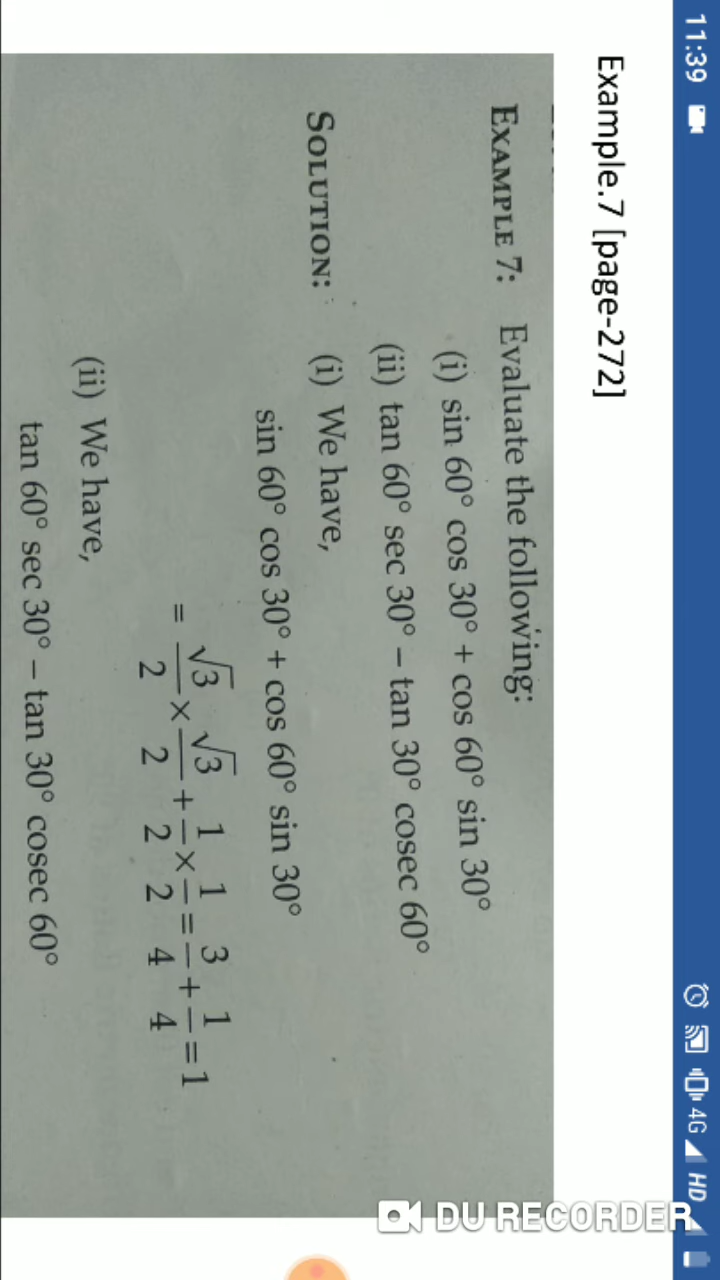 11:39 4G HD
Example.7 [page-272]
EXAMPLE 7: Evaluate the following:
(i) sin 60° cos 30° + cos 60° sin 30°
(ii) tan 60° sec 30° – tan 30° cosec 60°
SOLUTION: (i) We have,
sin 60° cos 30° + cos 60° sin 30°
= √3/2 × √3/2 + 1/2 × 1/2 = 3/4 + 1/4 = 1
(ii) We have,
tan 60° sec 30° – tan 30° cosec 60°
DU RECORDER